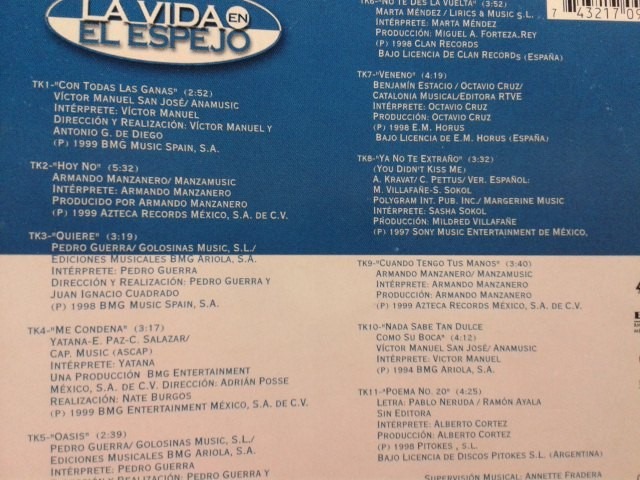 LA VIDA EN
EL ESPEJO
TK1-"CON TODAS LAS GANAS" (2:52)
VÍCTOR MANUEL SAN JOSÉ/ ANAMUSIC
INTÉRPRETE: VÍCTOR MANUEL
DIRECCIÓN Y REALIZACIÓN: VÍCTOR MANUEL Y
ANTONIO G. DE DIEGO
(P) 1999 BMG MUSIC SPAIN, S.A.
TK2-"HOY NO" (5:32)
ARMANDO MANZANERO/ MANZAMUSIC
INTÉRPRETE: ARMANDO MANZANERO
PRODUCIDO POR ARMANDO MANZANERO
(P) 1999 AZTECA RECORDS MÉXICO, S.A. DE C.V.
TK3-"QUIERE" (3:19)
PEDRO GUERRA/ GOLOSINAS MUSIC, S.L./
EDICIONES MUSICALES BMG ARIOLA, S.A.
INTÉRPRETE: PEDRO GUERRA
DIRECCIÓN Y REALIZACIÓN: PEDRO GUERRA Y
JUAN IGNACIO CUADRADO
(P) 1998 BMG MUSIC SPAIN, S.A.
TK4-"ME CONDENA" (3:17)
YATANA-E. PAZ-C. SALAZAR/
CAP. MUSIC (ASCAP)
INTÉRPRETE: YATANA
UNA PRODUCCIÓN BMG ENTERTAINMENT
MÉXICO, S.A. DE C.V. DIRECCIÓN: ADRIÁN POSSE
REALIZACIÓN: NATE BURGOS
(P) 1999 BMG ENTERTAINMENT MÉXICO, S.A. DE C.V.
TK5-"OASIS" (2:39)
PEDRO GUERRA/ GOLOSINAS MUSIC, S.L./
EDICIONES MUSICALES BMG ARIOLA, S.A.
INTÉRPRETE: PEDRO GUERRA
DIRECCIÓN Y REALIZACIÓN: PEDRO GUERRA Y
TK6-"NO TE DES LA VUELTA" (3:52)
MARTA MÉNDEZ / LIRICS & MUSIC S.L.
INTÉRPRETE: MARTA MÉNDEZ
PRODUCCIÓN: MIGUEL A. FORTEZA.REY
(P) 1998 CLAN RECORDS
BAJO LICENCIA DE CLAN RECORDS (ESPAÑA)
7 43217 09
TK7-"VENENO" (4:19)
BENJAMÍN ESTACIO / OCTAVIO CRUZ/
CATALONIA MUSICAL/EDITORA RTVE
INTÉRPRETE: OCTAVIO CRUZ
PRODUCCIÓN: OCTAVIO CRUZ
(P) 1998 E.M. HORUS
BAJO LICENCIA DE E.M. HORUS (ESPAÑA)
TK8-"YA NO TE EXTRAÑO" (3:32)
(YOU DIDN'T KISS ME)
A. KRAVAT/ C. PETTUS/ VER. ESPAÑOL:
M. VILLAFAÑE-S. SOKOL
POLYGRAM INT. PUB. INC./ MARGERINE MUSIC
INTÉRPRETE: SASHA SOKOL
PRODUCCIÓN: MILDRED VILLAFAÑE
(P) 1997 SONY MUSIC ENTERTAINMENT DE MÉXICO,
TK9-"CUANDO TENGO TUS MANOS" (3:40)
ARMANDO MANZANERO/ MANZAMUSIC
INTÉRPRETE: ARMANDO MANZANERO
PRODUCCIÓN: ARMANDO MANZANERO
(P) 1999 AZTECA RECORDS MÉXICO, S.A. DE C.V.
TK10-"NADA SABE TAN DULCE
COMO SU BOCA" (4:12)
VÍCTOR MANUEL SAN JOSÉ/ ANAMUSIC
INTÉRPRETE: VÍCTOR MANUEL
(P) 1994 BMG ARIOLA, S.A.
TK11-"POEMA NO. 20" (4:25)
LETRA: PABLO NERUDA / RAMÓN AYALA
SIN EDITORA
INTÉRPRETE: ALBERTO CORTEZ
PRODUCCIÓN: ALBERTO CORTEZ
(P) 1998 PITOKES , S.L.
BAJO LICENCIA DE DISCOS PITOKES S.L. (ARGENTINA)
SUPERVISIÓN MUSICAL: ANNETTE FRADERA